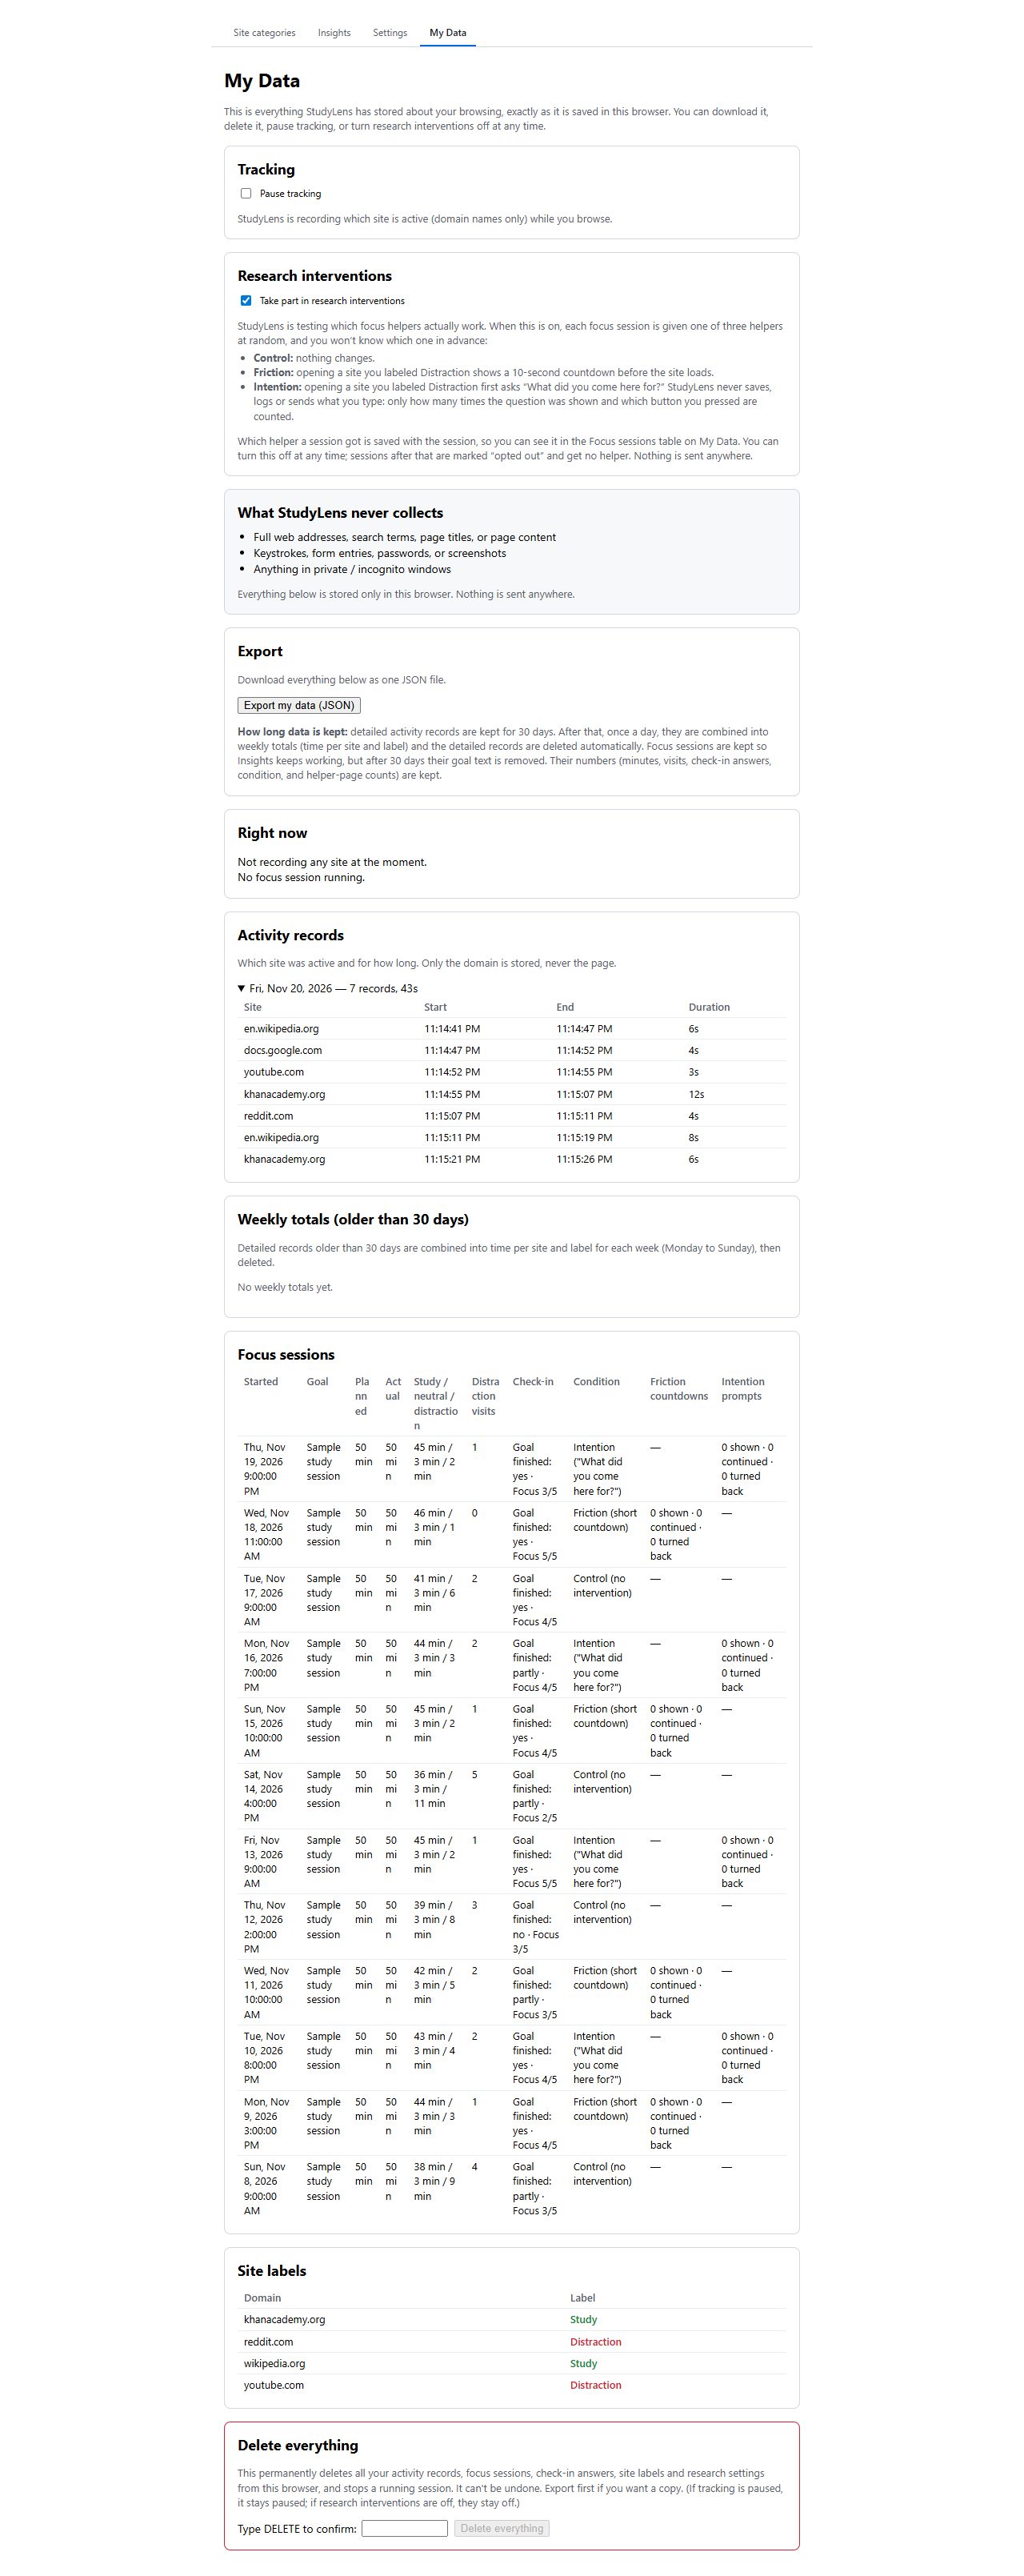 Site categories Insights Settings My Data
My Data
This is everything StudyLens has stored about your browsing, exactly as it is saved in this browser. You can download it,
delete it, pause tracking, or turn research interventions off at any time.
Tracking
Pause tracking
StudyLens is recording which site is active (domain names only) while you browse.
Research interventions
Take part in research interventions
StudyLens is testing which focus helpers actually work. When this is on, each focus session is given one of three helpers
at random, and you won't know which one in advance:
• Control: nothing changes.
• Friction: opening a site you labeled Distraction shows a 10-second countdown before the site loads.
• Intention: opening a site you labeled Distraction first asks “What did you come here for?” StudyLens never saves,
logs or sends what you type: only how many times the question was shown and which button you pressed are
counted.
Which helper a session got is saved with the session, so you can see it in the Focus sessions table on My Data. You can
turn this off at any time; sessions after that are marked “opted out” and get no helper. Nothing is sent anywhere.
What StudyLens never collects
• Full web addresses, search terms, page titles, or page content
• Keystrokes, form entries, passwords, or screenshots
• Anything in private / incognito windows
Everything below is stored only in this browser. Nothing is sent anywhere.
Export
Download everything below as one JSON file.
Export my data (JSON)
How long data is kept: detailed activity records are kept for 30 days. After that, once a day, they are combined into
weekly totals (time per site and label) and the detailed records are deleted automatically. Focus sessions are kept so
Insights keeps working, but after 30 days their goal text is removed. Their numbers (minutes, visits, check-in answers,
condition, and helper-page counts) are kept.
Right now
Not recording any site at the moment.
No focus session running.
Activity records
Which site was active and for how long. Only the domain is stored, never the page.
▼ Fri, Nov 20, 2026 — 7 records, 43s
Site Start End Duration
en.wikipedia.org 11:14:41 PM 11:14:47 PM 6s
docs.google.com 11:14:47 PM 11:14:52 PM 4s
youtube.com 11:14:52 PM 11:14:55 PM 3s
khanacademy.org 11:14:55 PM 11:15:07 PM 12s
reddit.com 11:15:07 PM 11:15:11 PM 4s
en.wikipedia.org 11:15:11 PM 11:15:19 PM 8s
khanacademy.org 11:15:21 PM 11:15:26 PM 6s
Weekly totals (older than 30 days)
Detailed records older than 30 days are combined into time per site and label for each week (Monday to Sunday), then
deleted.
No weekly totals yet.
Focus sessions
Started Goal Pla Act Study / Distra Check-in Condition Friction Intention
nn ual neutral / ction countdowns prompts
ed distractio visits
n
Thu, Nov Sample 50 50 45 min / 1 Goal Intention — 0 shown · 0
19, 2026 study min mi 3 min / 2 finished: ("What did continued ·
9:00:00 session n min yes · you come 0 turned
PM Focus 3/5 here for?") back
Wed, Nov Sample 50 50 46 min / 0 Goal Friction (short 0 shown · 0 —
18, 2026 study min mi 3 min / 1 finished: countdown) continued ·
11:00:00 session n min yes · 0 turned
AM Focus 5/5 back
Tue, Nov Sample 50 50 41 min / 2 Goal Control (no — —
17, 2026 study min mi 3 min / 6 finished: intervention)
9:00:00 session n min yes ·
AM Focus 4/5
Mon, Nov Sample 50 50 44 min / 2 Goal Intention — 0 shown · 0
16, 2026 study min mi 3 min / 3 finished: ("What did continued ·
7:00:00 session n min partly · you come 0 turned
PM Focus 4/5 here for?") back
Sun, Nov Sample 50 50 45 min / 1 Goal Friction (short 0 shown · 0 —
15, 2026 study min mi 3 min / 2 finished: countdown) continued ·
10:00:00 session n min yes · 0 turned
AM Focus 4/5 back
Sat, Nov Sample 50 50 36 min / 5 Goal Control (no — —
14, 2026 study min mi 3 min / finished: intervention)
4:00:00 session n 11 min partly ·
PM Focus 2/5
Fri, Nov Sample 50 50 45 min / 1 Goal Intention — 0 shown · 0
13, 2026 study min mi 3 min / 2 finished: ("What did continued ·
9:00:00 session n min yes · you come 0 turned
AM Focus 5/5 here for?") back
Thu, Nov Sample 50 50 39 min / 3 Goal Control (no — —
12, 2026 study min mi 3 min / 8 finished: intervention)
2:00:00 session n min no · Focus
PM 3/5
Wed, Nov Sample 50 50 42 min / 2 Goal Friction (short 0 shown · 0 —
11, 2026 study min mi 3 min / 5 finished: countdown) continued ·
10:00:00 session n min partly · 0 turned
AM Focus 3/5 back
Tue, Nov Sample 50 50 43 min / 2 Goal Intention — 0 shown · 0
10, 2026 study min mi 3 min / 4 finished: ("What did continued ·
8:00:00 session n min yes · you come 0 turned
PM Focus 4/5 here for?") back
Mon, Nov Sample 50 50 44 min / 1 Goal Friction (short 0 shown · 0 —
9, 2026 study min mi 3 min / 3 finished: countdown) continued ·
3:00:00 session n min yes · 0 turned
PM Focus 4/5 back
Sun, Nov Sample 50 50 38 min / 4 Goal Control (no — —
8, 2026 study min mi 3 min / 9 finished: intervention)
9:00:00 session n min partly ·
AM Focus 3/5
Site labels
Domain Label
khanacademy.org Study
reddit.com Distraction
wikipedia.org Study
youtube.com Distraction
Delete everything
This permanently deletes all your activity records, focus sessions, check-in answers, site labels and research settings
from this browser, and stops a running session. It can't be undone. Export first if you want a copy. (If tracking is paused,
it stays paused; if research interventions are off, they stay off.)
Type DELETE to confirm: Delete everything